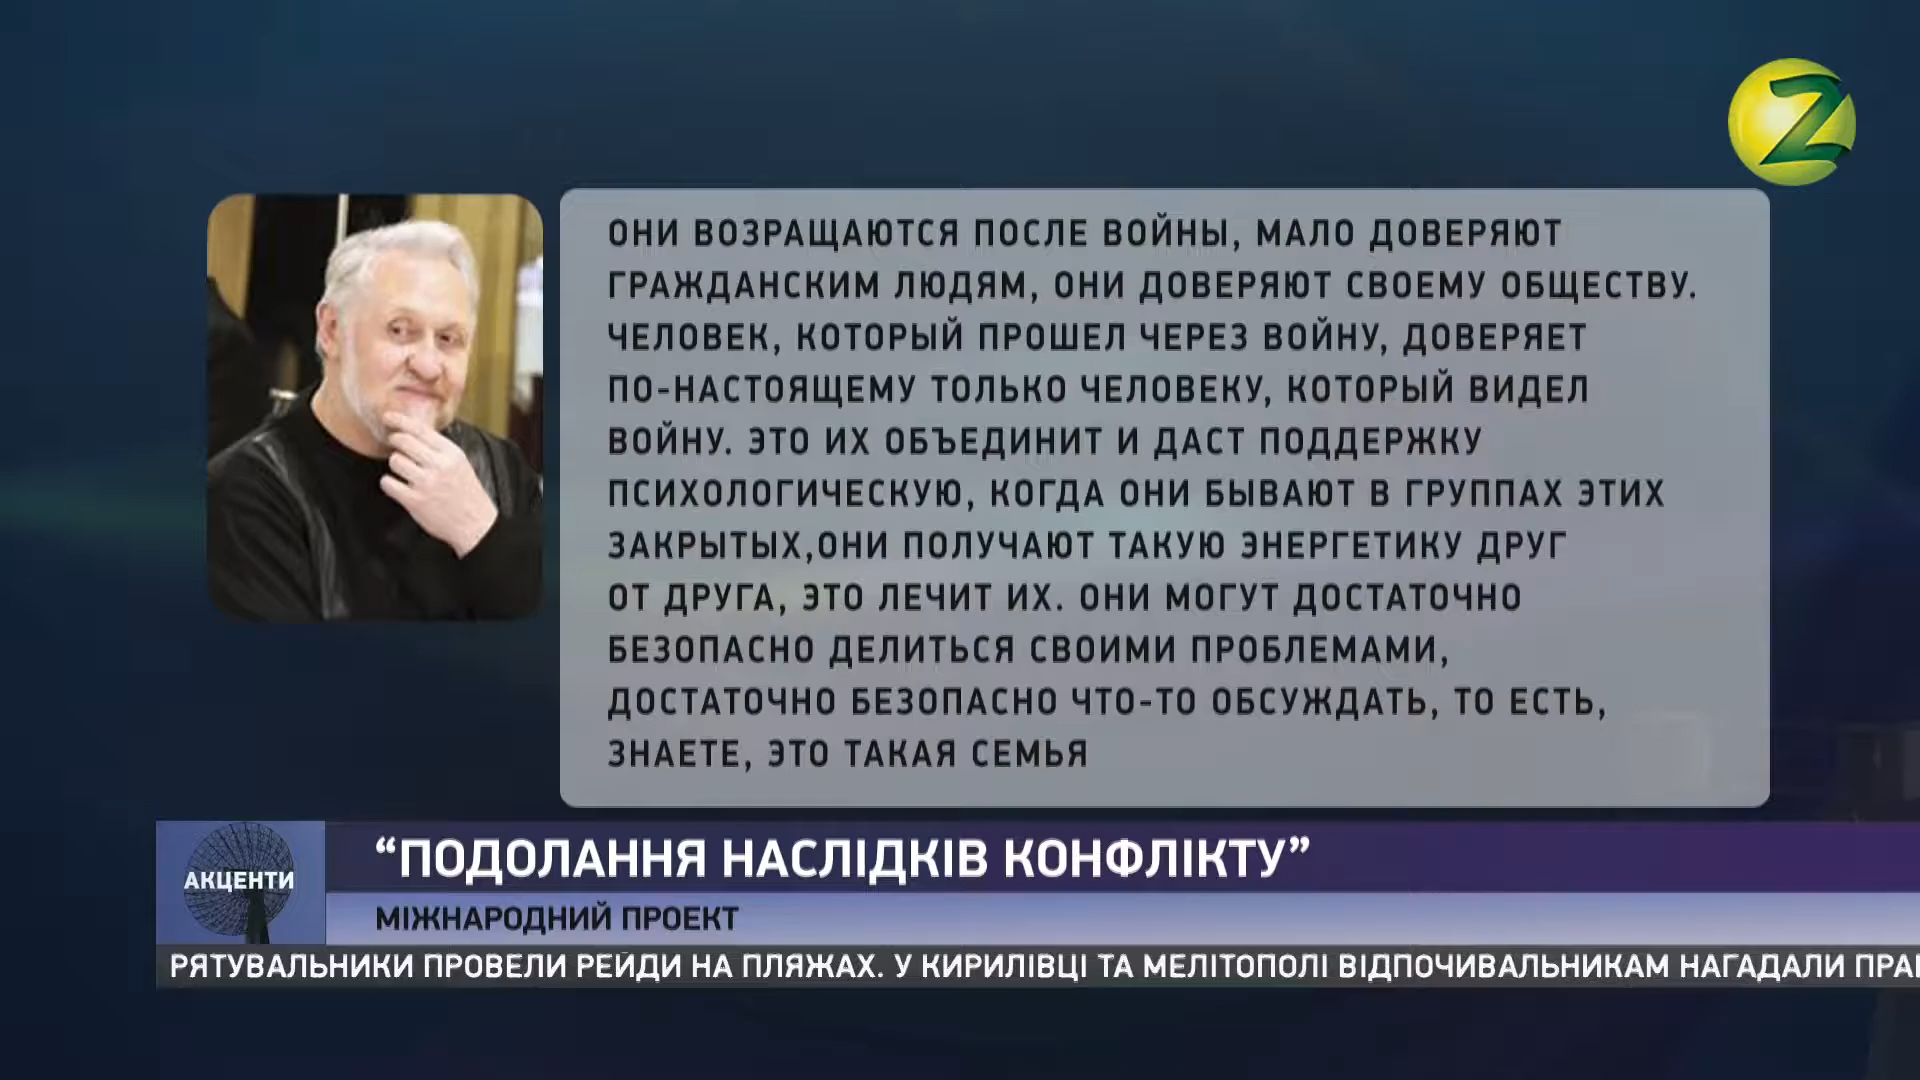 Z
ОНИ ВОЗРАЩАЮТСЯ ПОСЛЕ ВОЙНЫ, МАЛО ДОВЕРЯЮТ
ГРАЖДАНСКИМ ЛЮДЯМ, ОНИ ДОВЕРЯЮТ СВОЕМУ ОБЩЕСТВУ.
ЧЕЛОВЕК, КОТОРЫЙ ПРОШЕЛ ЧЕРЕЗ ВОЙНУ, ДОВЕРЯЕТ
ПО-НАСТОЯЩЕМУ ТОЛЬКО ЧЕЛОВЕКУ, КОТОРЫЙ ВИДЕЛ
ВОЙНУ. ЭТО ИХ ОБЪЕДИНИТ И ДАСТ ПОДДЕРЖКУ
ПСИХОЛОГИЧЕСКУЮ, КОГДА ОНИ БЫВАЮТ В ГРУППАХ ЭТИХ
ЗАКРЫТЫХ,ОНИ ПОЛУЧАЮТ ТАКУЮ ЭНЕРГЕТИКУ ДРУГ
ОТ ДРУГА, ЭТО ЛЕЧИТ ИХ. ОНИ МОГУТ ДОСТАТОЧНО
БЕЗОПАСНО ДЕЛИТЬСЯ СВОИМИ ПРОБЛЕМАМИ,
ДОСТАТОЧНО БЕЗОПАСНО ЧТО-ТО ОБСУЖДАТЬ, ТО ЕСТЬ,
ЗНАЕТЕ, ЭТО ТАКАЯ СЕМЬЯ
АКЦЕНТИ
“ПОДОЛАННЯ НАСЛІДКІВ КОНФЛІКТУ”
МІЖНАРОДНИЙ ПРОЕКТ
РЯТУВАЛЬНИКИ ПРОВЕЛИ РЕЙДИ НА ПЛЯЖАХ. У КИРИЛІВЦІ ТА МЕЛІТОПОЛІ ВІДПОЧИВАЛЬНИКАМ НАГАДАЛИ